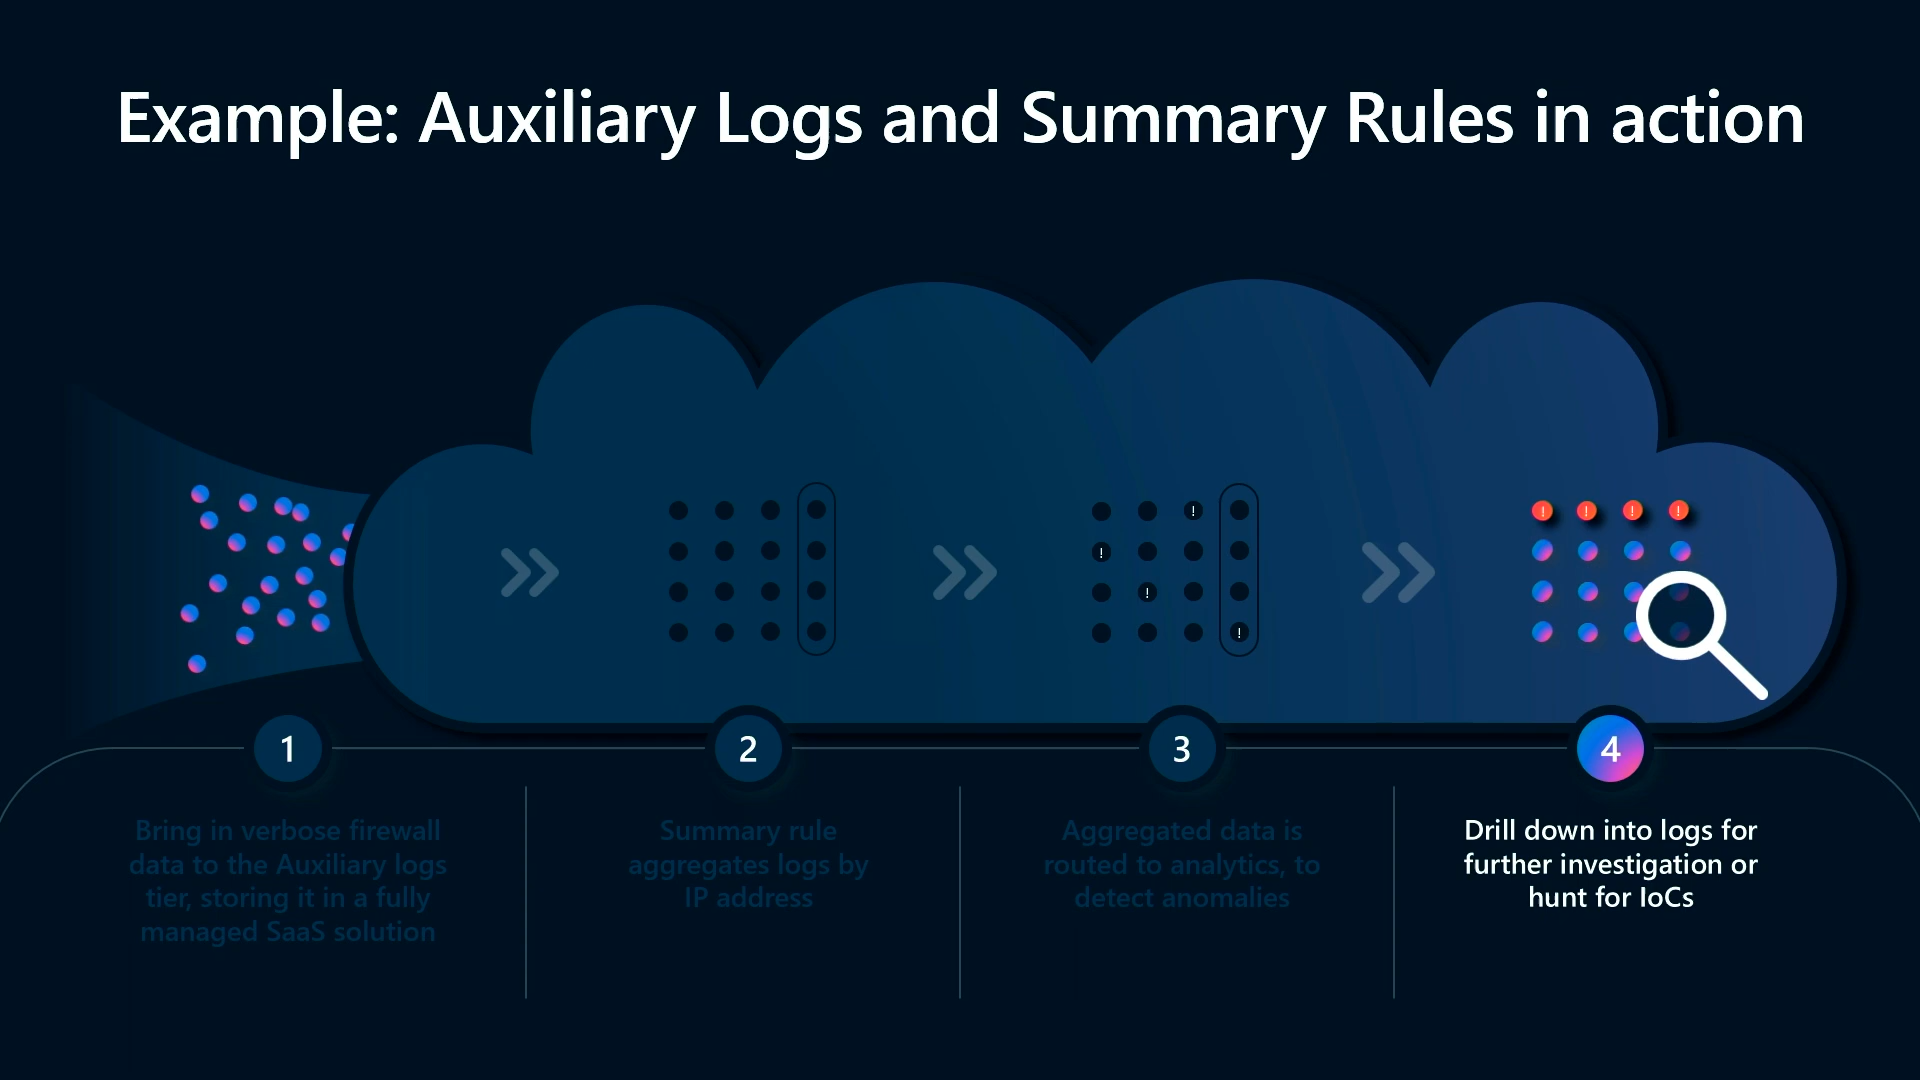 Example: Auxiliary Logs and Summary Rules in action
!
!
!
!
! ! ! !
1
2
3
4
Bring in verbose firewall
data to the Auxiliary logs
tier, storing it in a fully
managed SaaS solution
Summary rule
aggregates logs by
IP address
Aggregated data is
routed to analytics, to
detect anomalies
Drill down into logs for
further investigation or
hunt for IoCs